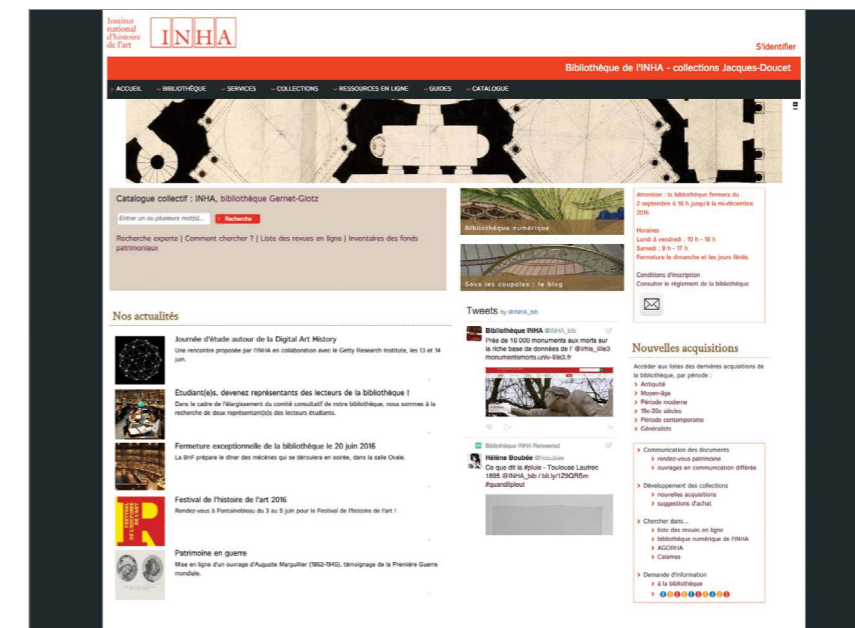 Institut
national
d'histoire
de l'art
INHA
S'identifier
Bibliothèque de l'INHA - collections Jacques-Doucet
ACCUEIL BIBLIOTHÈQUE SERVICES COLLECTIONS RESSOURCES EN LIGNE GUIDES CATALOGUE
Catalogue collectif : INHA, bibliothèque Gernet-Glotz
Entrer un ou plusieurs mot(s)... Recherche
Recherche experte | Comment chercher ? | Liste des revues en ligne | Inventaires des fonds
patrimoniaux
Bibliothèque numérique
Sous les coupoles : le blog
Attention : la bibliothèque fermera du
2 septembre à 18 h jusqu'à la mi-décembre
2016
Horaires
Lundi à vendredi : 10 h - 18 h
Samedi : 9 h - 17 h
Fermeture le dimanche et les jours fériés
Conditions d'inscription
Consulter le règlement de la bibliothèque
Nos actualités
Journée d'étude autour de la Digital Art History
Une rencontre proposée par l'INHA en collaboration avec le Getty Research Institute, les 13 et 14
juin.
Étudiant(e)s, devenez représentants des lecteurs de la bibliothèque !
Dans le cadre de l'élargissement du comité consultatif de notre bibliothèque, nous sommes à la
recherche de deux représentant(e)s des lecteurs étudiants.
Fermeture exceptionnelle de la bibliothèque le 20 juin 2016
La BnF prépare le dîner des mécènes qui se déroulera en soirée, dans la salle Ovale.
FESTIVAL
DE L'HISTOIRE
DE L'ART
Festival de l'histoire de l'art 2016
Rendez-vous à Fontainebleau du 3 au 5 juin pour le Festival de l'histoire de l'art !
Patrimoine en guerre
Mise en ligne d'un ouvrage d'Auguste Marguillier (1862-1945), témoignage de la Première Guerre
mondiale.
Tweets by @INHA_bib
Bibliothèque INHA @INHA_bib
Près de 16 000 monuments aux morts sur
la riche base de données de l' @irhis_lille3
monumentsmorts.univ-lille3.fr
Bibliothèque INHA Retweeted
Hélène Boubée @hboubee
Ce que dit la #pluie - Toulouse Lautrec
1895 @INHA_bib / bit.ly/1Z9QRSm
#quandilpleut
Nouvelles acquisitions
Accéder aux listes des dernières acquisitions de
la bibliothèque, par période :
Antiquité
Moyen-âge
Période moderne
19e-20e siècles
Période contemporaine
Généralités
Communication des documents
rendez-vous patrimoine
ouvrages en communication différée
Développement des collections
nouvelles acquisitions
suggestions d'achat
Chercher dans...
liste des revues en ligne
bibliothèque numérique de l'INHA
AGORHA
Calames
Demande d'information
à la bibliothèque